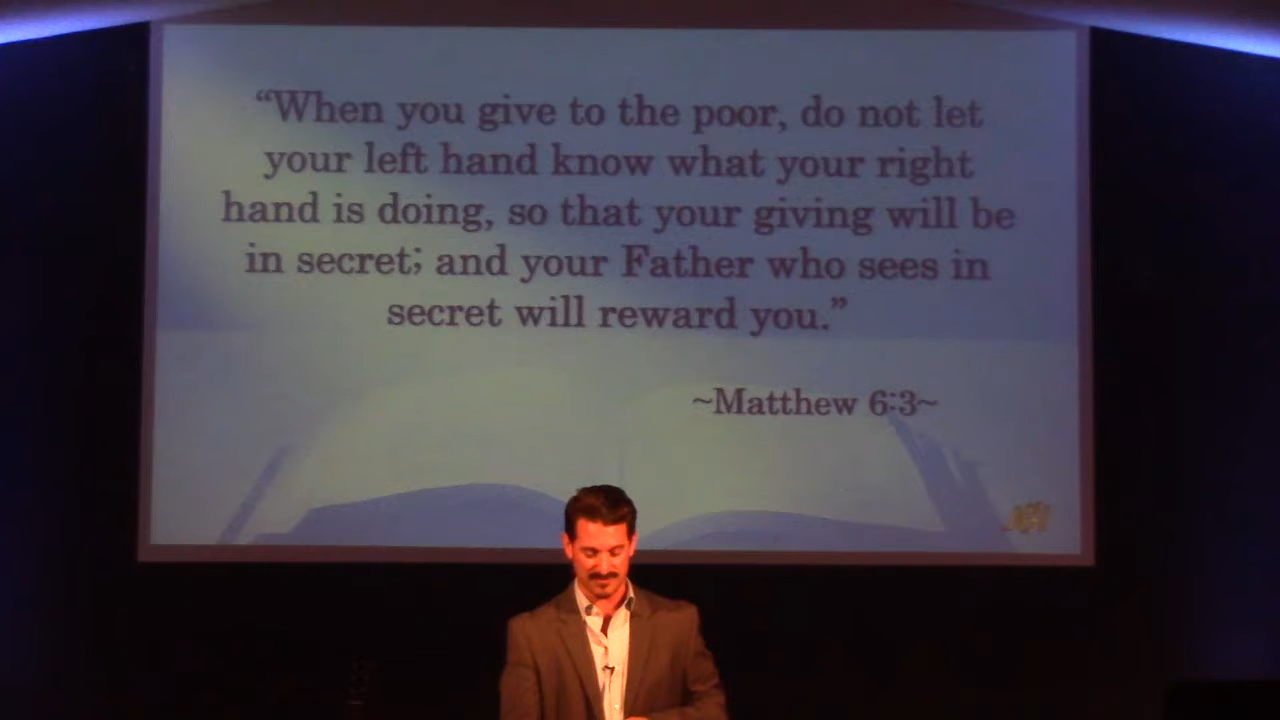 “When you give to the poor, do not let
your left hand know what your right
hand is doing, so that your giving will be
in secret; and your Father who sees in
secret will reward you.”
~Matthew 6:3~